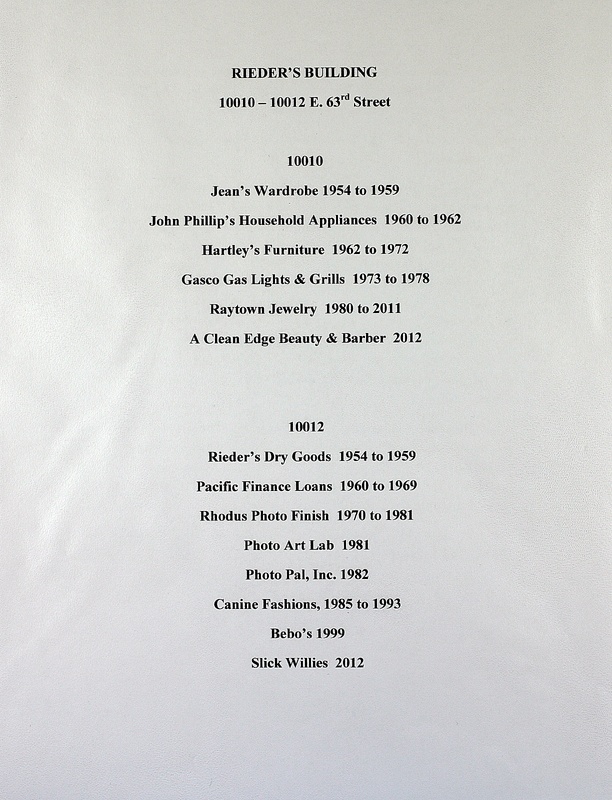 RIEDER'S BUILDING
10010 – 10012 E. 63rd Street
10010
Jean's Wardrobe 1954 to 1959
John Phillip's Household Appliances 1960 to 1962
Hartley's Furniture 1962 to 1972
Gasco Gas Lights & Grills 1973 to 1978
Raytown Jewelry 1980 to 2011
A Clean Edge Beauty & Barber 2012
10012
Rieder's Dry Goods 1954 to 1959
Pacific Finance Loans 1960 to 1969
Rhodus Photo Finish 1970 to 1981
Photo Art Lab 1981
Photo Pal, Inc. 1982
Canine Fashions, 1985 to 1993
Bebo's 1999
Slick Willies 2012